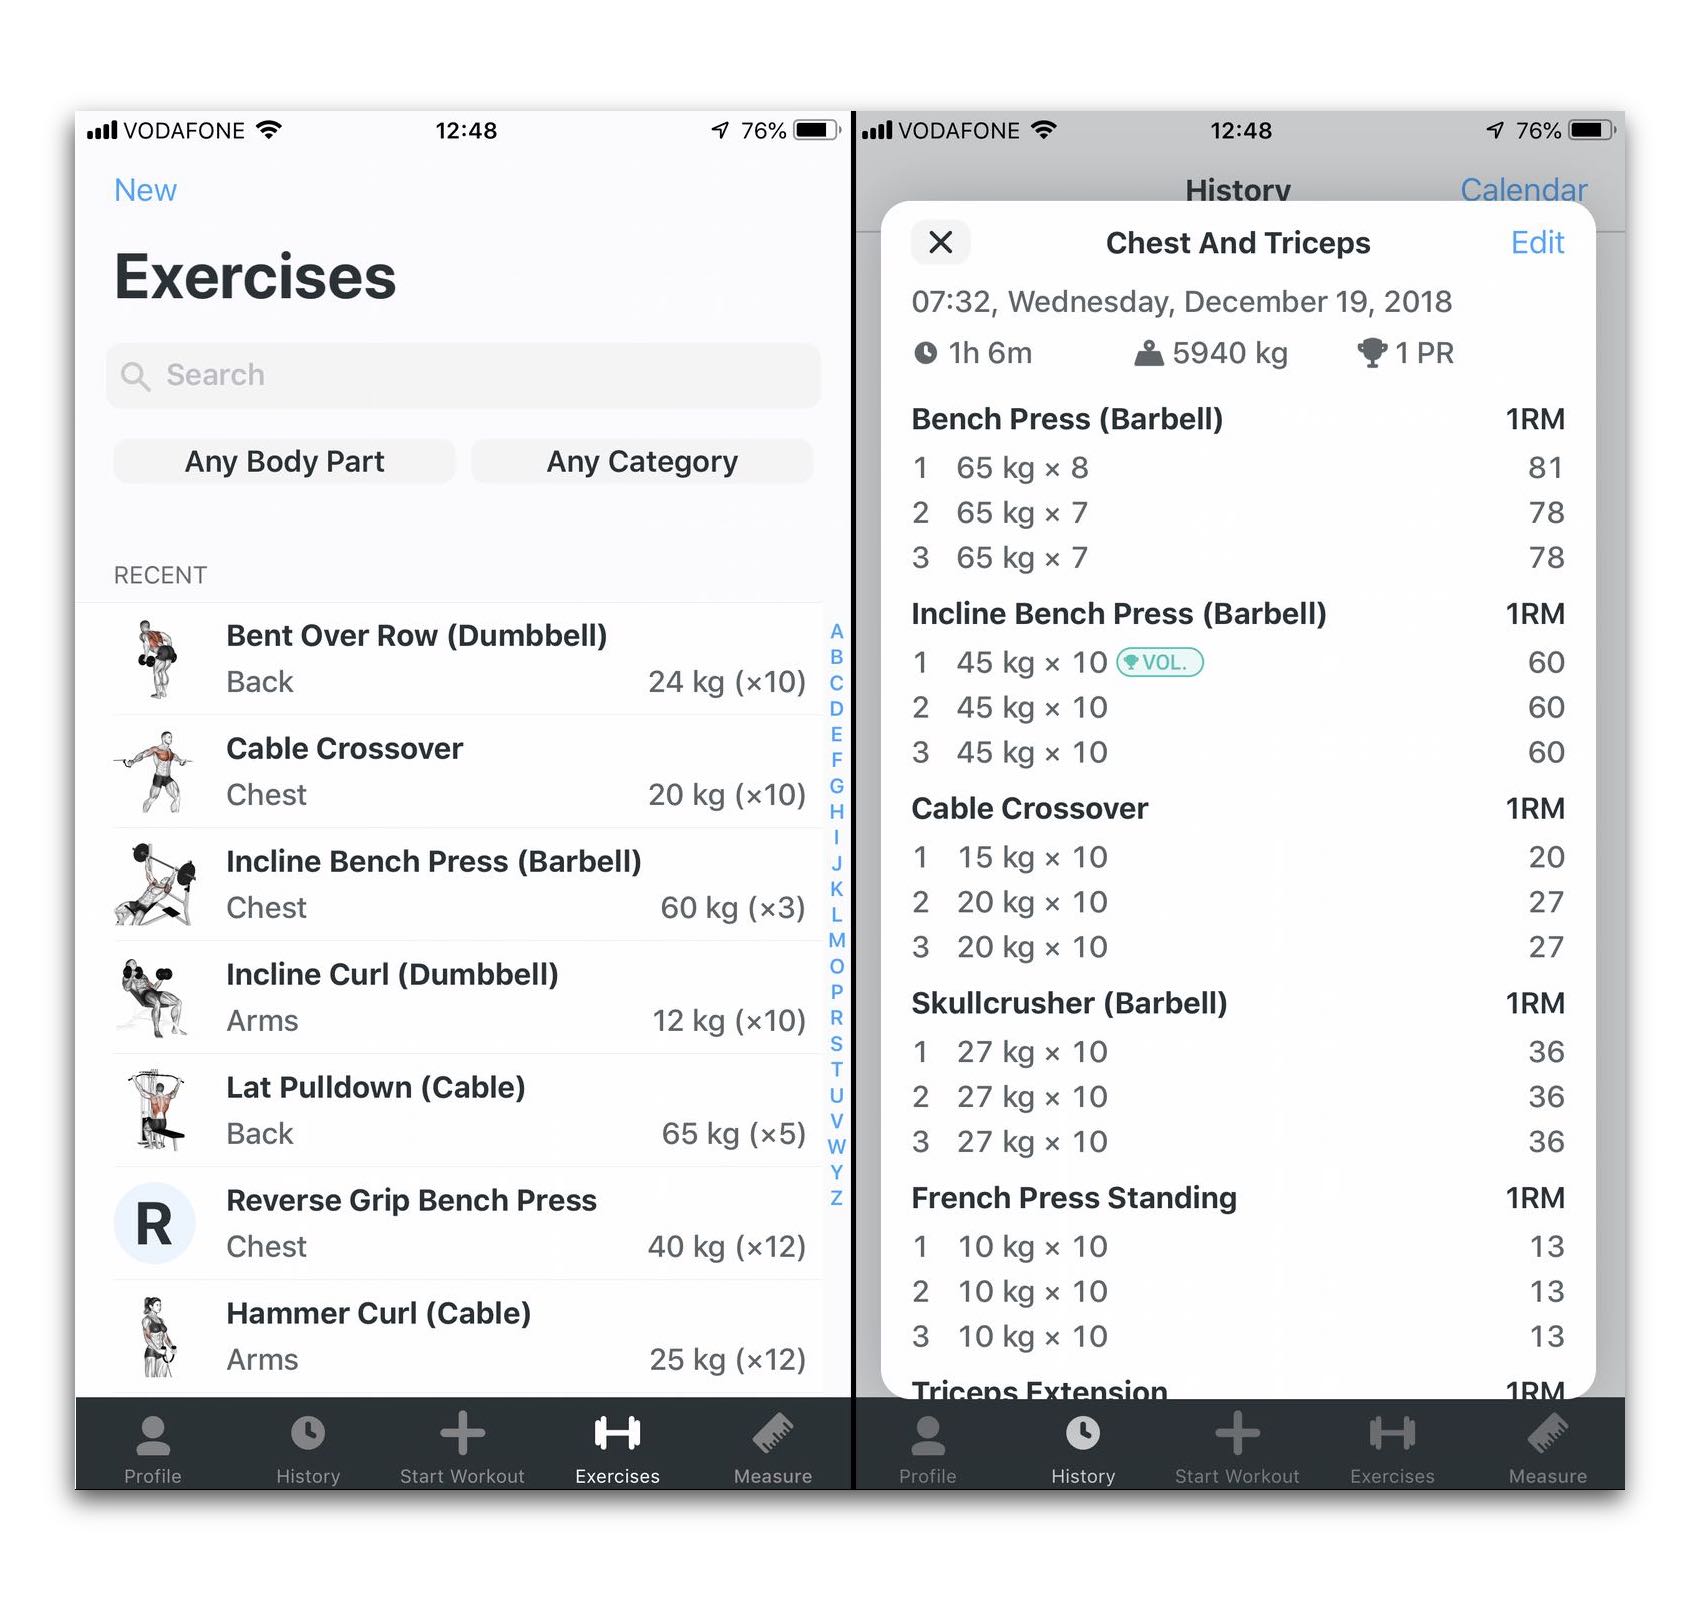 VODAFONE 12:48 76%
New
Exercises
Search
Any Body Part Any Category
RECENT
Bent Over Row (Dumbbell)
Back 24 kg (×10)
Cable Crossover
Chest 20 kg (×10)
Incline Bench Press (Barbell)
Chest 60 kg (×3)
Incline Curl (Dumbbell)
Arms 12 kg (×10)
Lat Pulldown (Cable)
Back 65 kg (×5)
R Reverse Grip Bench Press
Chest 40 kg (×12)
Hammer Curl (Cable)
Arms 25 kg (×12)
A
B
C
D
E
F
G
H
I
J
K
L
M
O
P
R
S
T
U
V
W
Y
Z
Profile History Start Workout Exercises Measure
VODAFONE 12:48 76%
History Calendar
Chest And Triceps Edit
07:32, Wednesday, December 19, 2018
1h 6m 5940 kg 1 PR
Bench Press (Barbell) 1RM
1 65 kg × 8 81
2 65 kg × 7 78
3 65 kg × 7 78
Incline Bench Press (Barbell) 1RM
1 45 kg × 10 VOL. 60
2 45 kg × 10 60
3 45 kg × 10 60
Cable Crossover 1RM
1 15 kg × 10 20
2 20 kg × 10 27
3 20 kg × 10 27
Skullcrusher (Barbell) 1RM
1 27 kg × 10 36
2 27 kg × 10 36
3 27 kg × 10 36
French Press Standing 1RM
1 10 kg × 10 13
2 10 kg × 10 13
3 10 kg × 10 13
Triceps Extension 1RM
Profile History Start Workout Exercises Measure